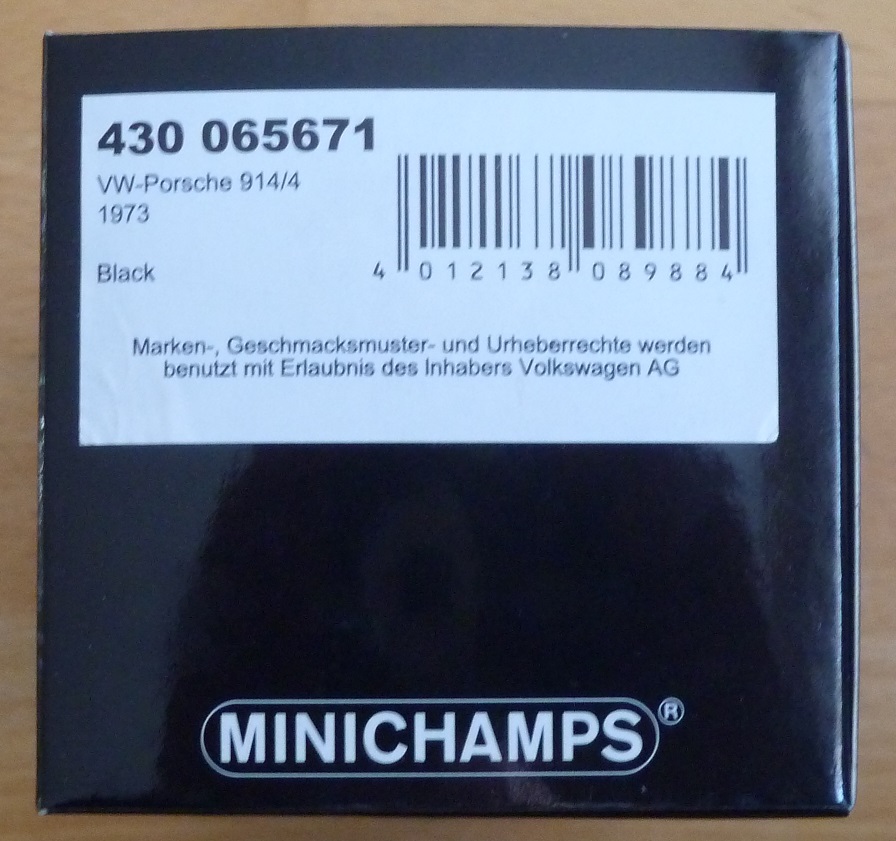 430 065671
VW-Porsche 914/4
1973
Black
4 012138 089884
Marken-, Geschmacksmuster- und Urheberrechte werden
benutzt mit Erlaubnis des Inhabers Volkswagen AG
MINICHAMPS®